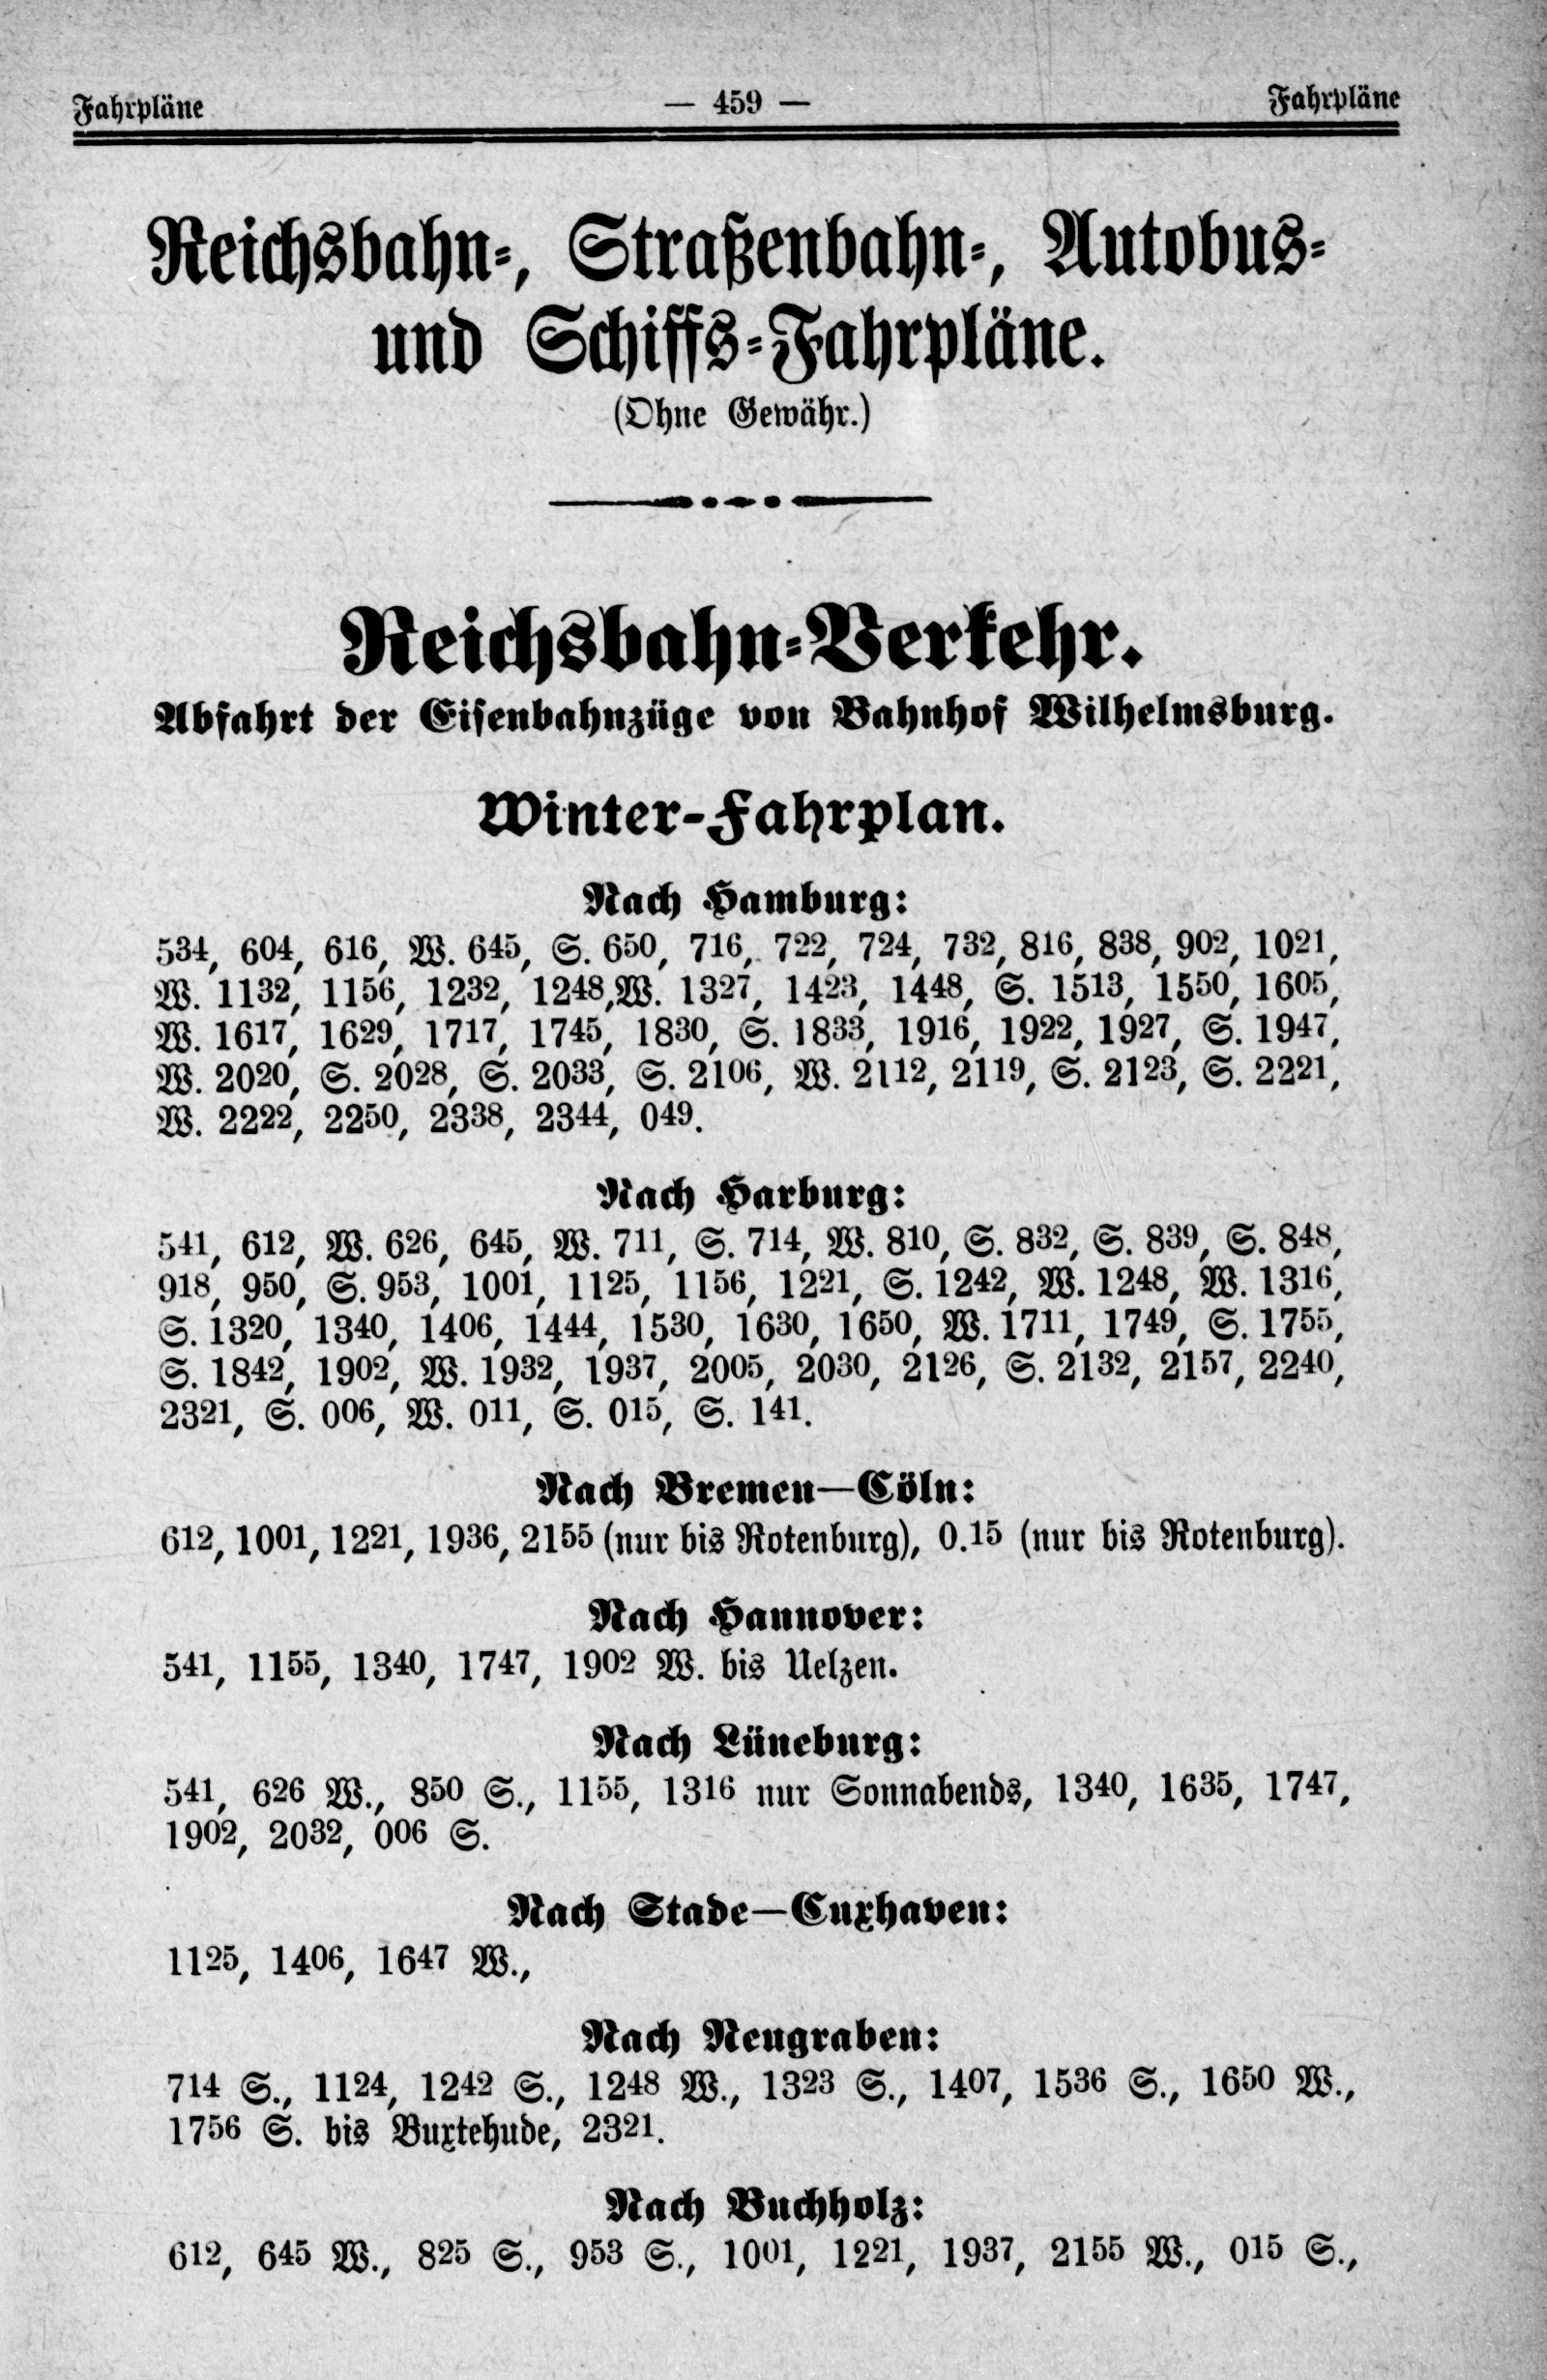 Fahrpläne — 459 — Fahrpläne
Reichsbahn-, Straßenbahn-, Autobus-
und Schiffs-Fahrpläne.
(Ohne Gewähr.)
Reichsbahn-Verkehr.
Abfahrt der Eisenbahnzüge von Bahnhof Wilhelmsburg.
Winter-Fahrplan.
Nach Hamburg:
534, 604, 616, W. 645, S. 650, 716, 722, 724, 732, 816, 838, 902, 1021,
W. 1132, 1156, 1232, 1248, W. 1327, 1423, 1448, S. 1513, 1550, 1605,
W. 1617, 1629, 1717, 1745, 1830, S. 1833, 1916, 1922, 1927, S. 1947,
W. 2020, S. 2028, S. 2033, S. 2106, W. 2112, 2119, S. 2123, S. 2221,
W. 2222, 2250, 2338, 2344, 049.
Nach Harburg:
541, 612, W. 626, 645, W. 711, S. 714, W. 810, S. 832, S. 839, S. 848,
918, 950, S. 953, 1001, 1125, 1156, 1221, S. 1242, W. 1248, W. 1316,
S. 1320, 1340, 1406, 1444, 1530, 1630, 1650, W. 1711, 1749, S. 1755,
S. 1842, 1902, W. 1932, 1937, 2005, 2030, 2126, S. 2132, 2157, 2240,
2321, S. 006, W. 011, S. 015, S. 141.
Nach Bremen—Cöln:
612, 1001, 1221, 1936, 2155 (nur bis Rotenburg), 0.15 (nur bis Rotenburg).
Nach Hannover:
541, 1155, 1340, 1747, 1902 W. bis Uelzen.
Nach Lüneburg:
541, 626 W., 850 S., 1155, 1316 nur Sonnabends, 1340, 1635, 1747,
1902, 2032, 006 S.
Nach Stade—Cuxhaven:
1125, 1406, 1647 W.,
Nach Neugraben:
714 S., 1124, 1242 S., 1248 W., 1323 S., 1407, 1536 S., 1650 W.,
1756 S. bis Buxtehude, 2321.
Nach Buchholz:
612, 645 W., 825 S., 953 S., 1001, 1221, 1937, 2155 W., 015 S.,